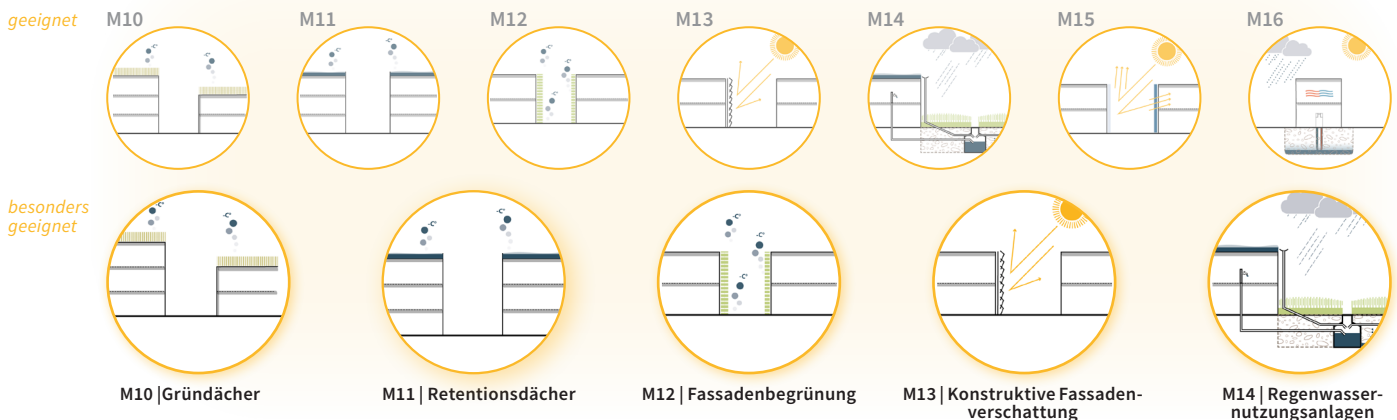 geeignet
M10 M11 M12 M13 M14 M15 M16
besonders
geeignet
M10 |Gründächer M11 | Retentionsdächer M12 | Fassadenbegrünung M13 | Konstruktive Fassaden- M14 | Regenwasser-
verschattung nutzungsanlagen